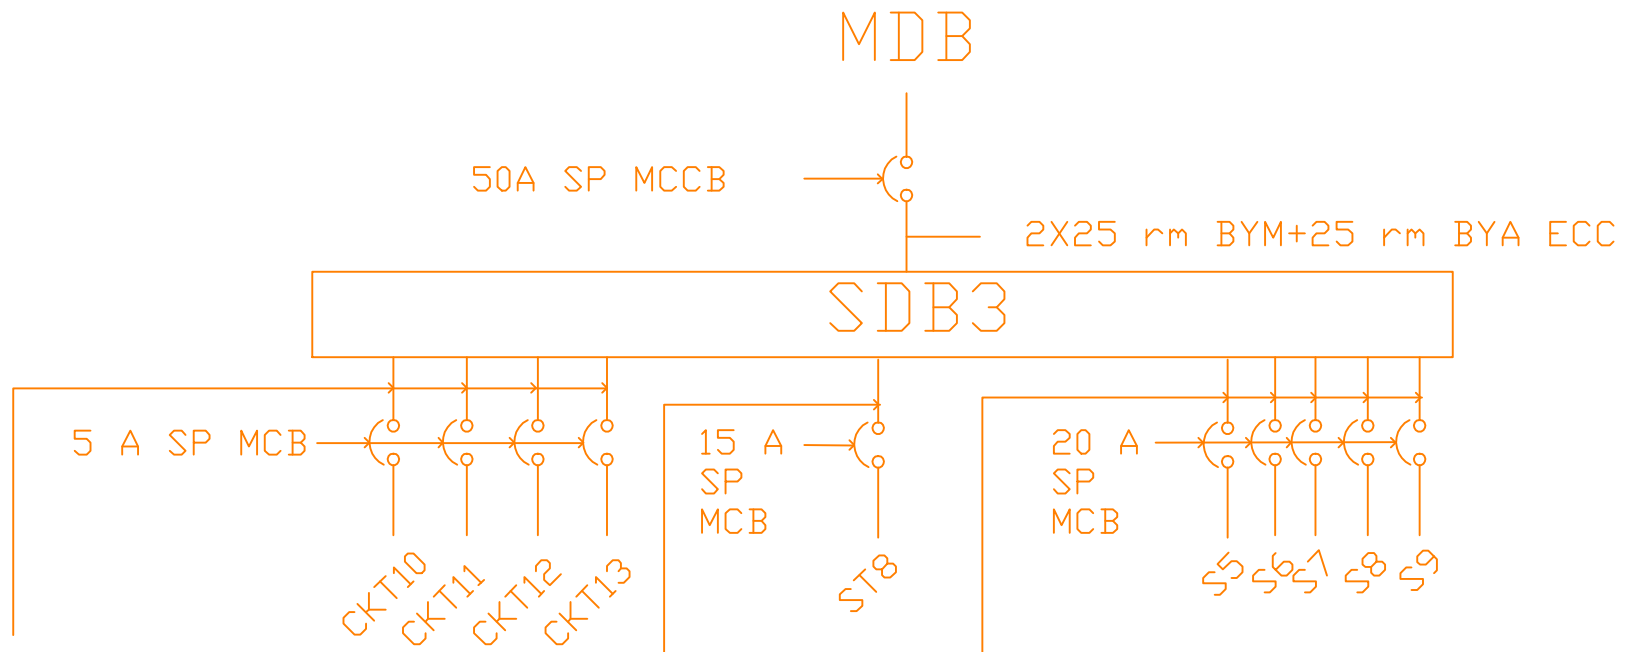 MDB
50A SP MCCB
2X25 rm BYM+25 rm BYA ECC
SDB3
5 A SP MCB
15 A
SP
MCB
20 A
SP
MCB
CKT10
CKT11
CKT12
CKT13
ST8
S5
S6
S7
S8
S9